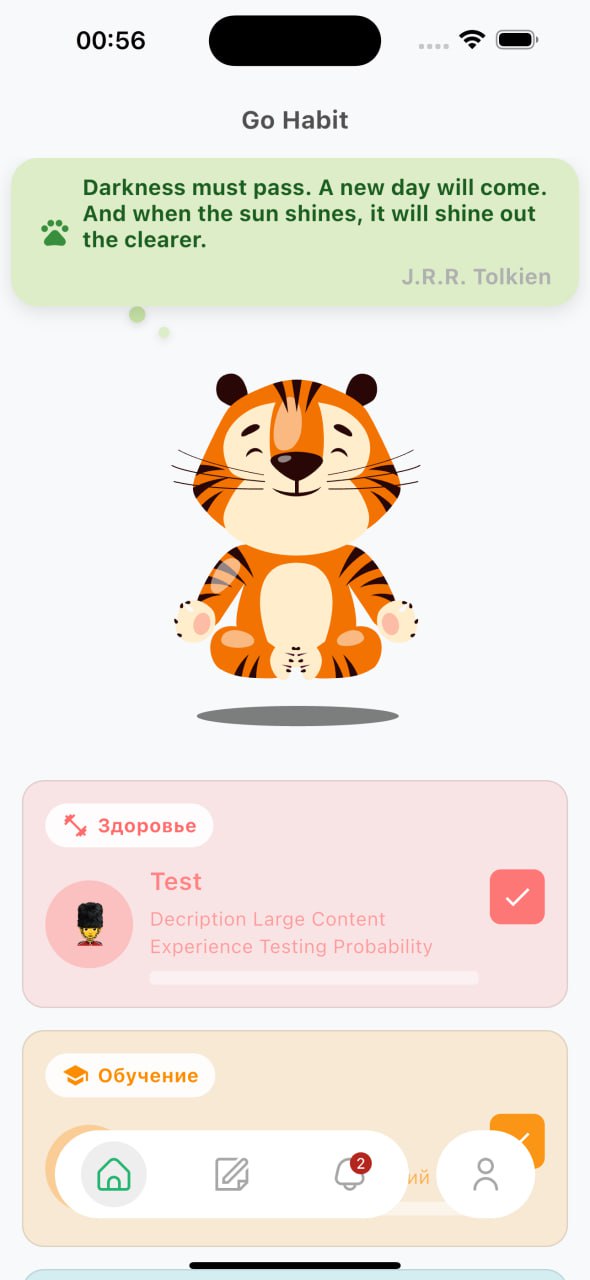 00:56
Go Habit
Darkness must pass. A new day will come.
And when the sun shines, it will shine out
the clearer.
J.R.R. Tolkien
Здоровье
Test
Decription Large Content
Experience Testing Probability
Обучение
2
ий